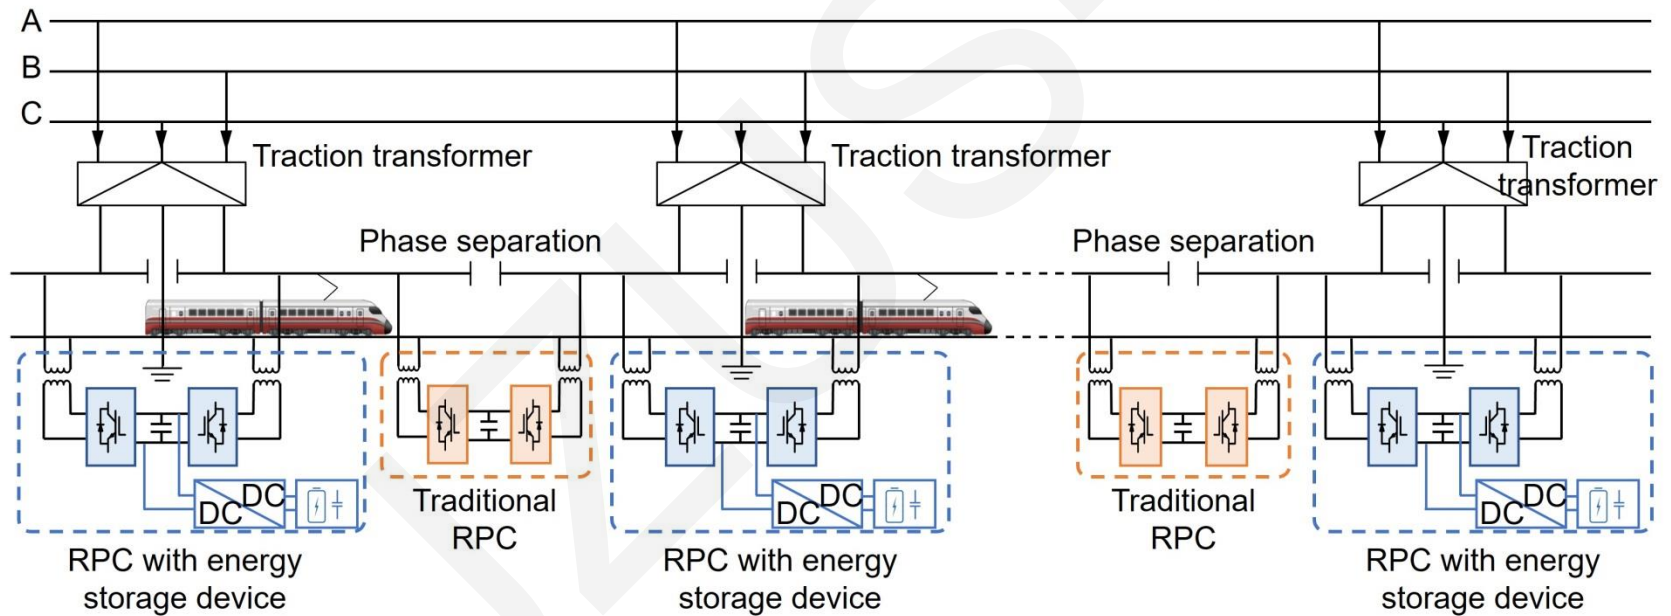 A
B
C
Traction transformer
Traction transformer
Traction
transformer
Phase separation
Phase separation
DC
DC
DC
DC
DC
DC
Traditional
RPC
Traditional
RPC
RPC with energy
storage device
RPC with energy
storage device
RPC with energy
storage device
JZUS